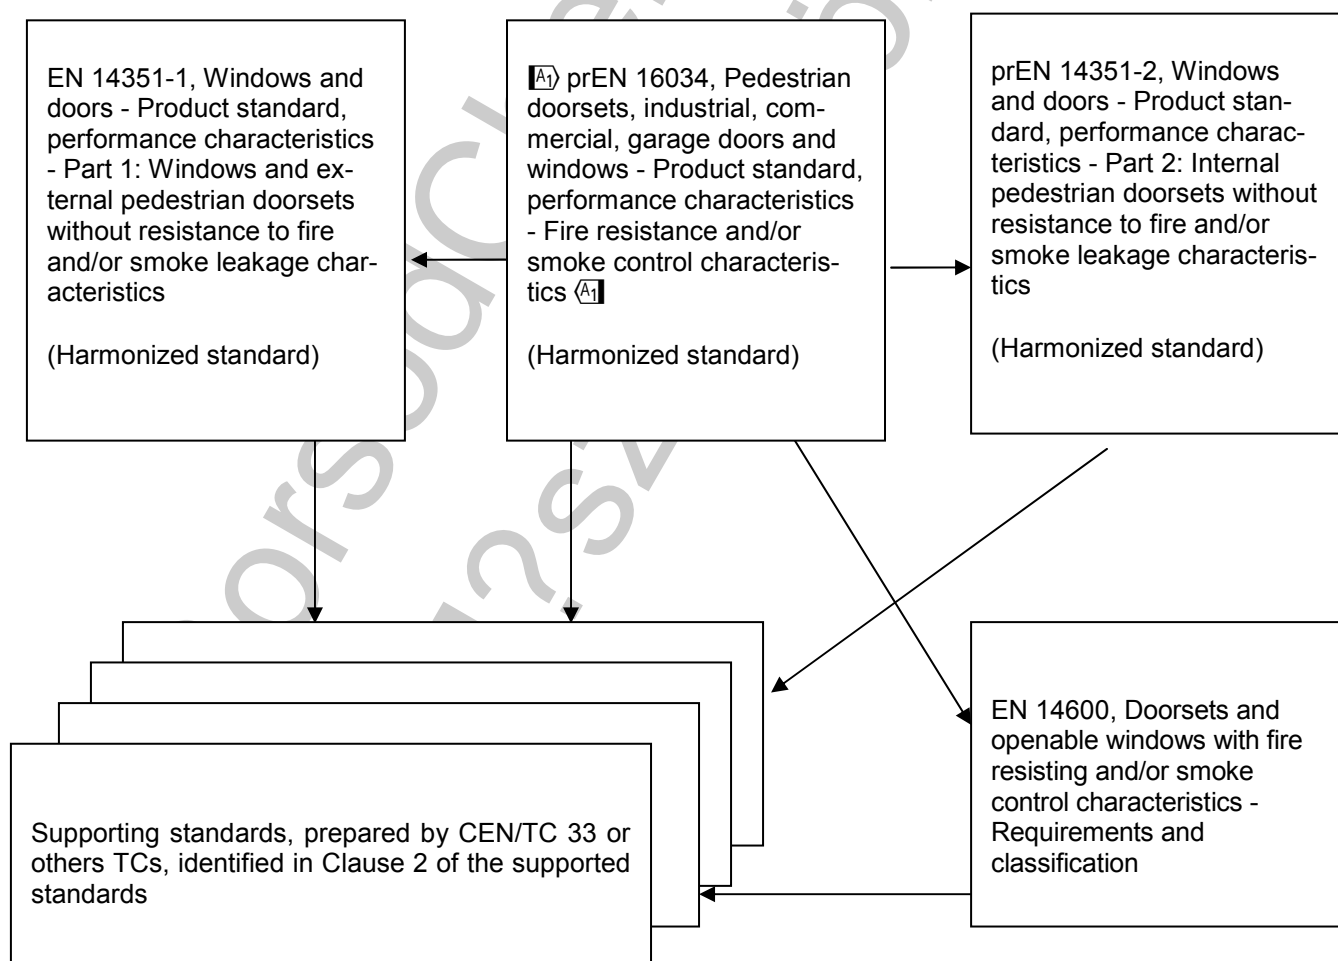 EN 14351-1, Windows and
doors - Product standard,
performance characteristics
- Part 1: Windows and ex-
ternal pedestrian doorsets
without resistance to fire
and/or smoke leakage char-
acteristics
(Harmonized standard)
A1 prEN 16034, Pedestrian
doorsets, industrial, com-
mercial, garage doors and
windows - Product standard,
performance characteristics
- Fire resistance and/or
smoke control characteris-
tics A1
(Harmonized standard)
prEN 14351-2, Windows
and doors - Product stan-
dard, performance charac-
teristics - Part 2: Internal
pedestrian doorsets without
resistance to fire and/or
smoke leakage characteris-
tics
(Harmonized standard)
Supporting standards, prepared by CEN/TC 33 or
others TCs, identified in Clause 2 of the supported
standards
EN 14600, Doorsets and
openable windows with fire
resisting and/or smoke
control characteristics -
Requirements and
classification